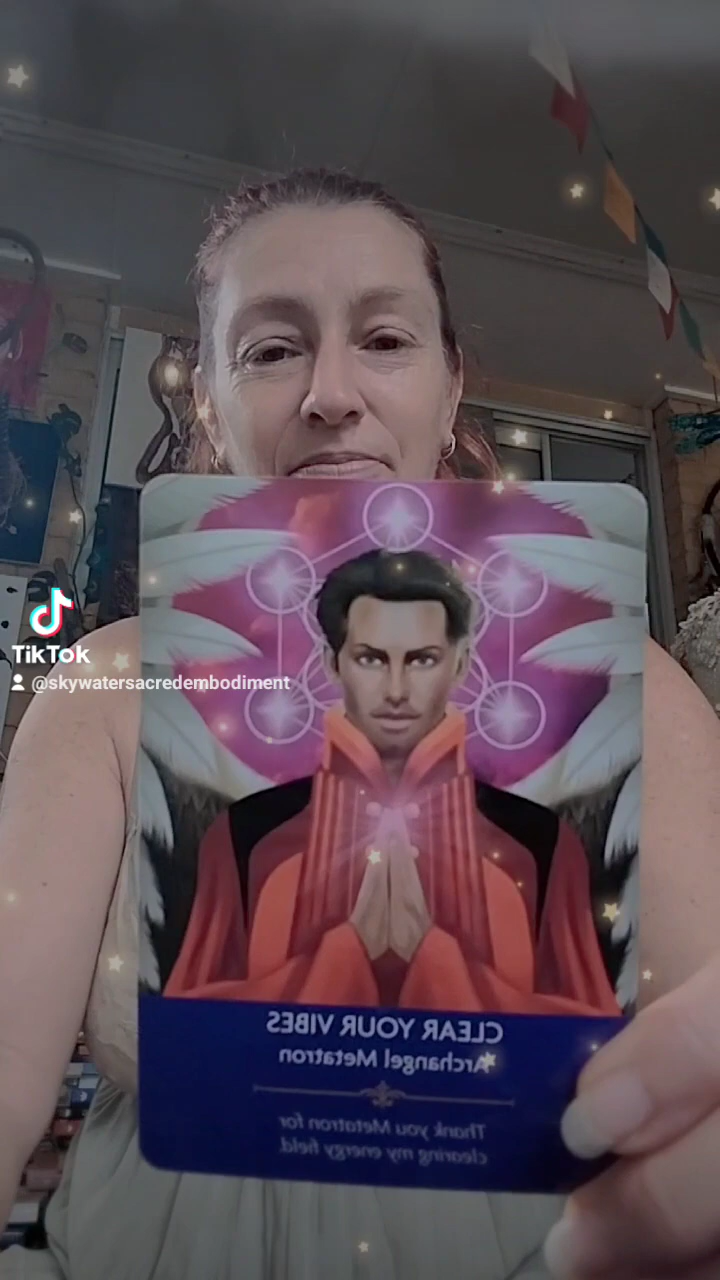 TikTok
@skywatersacredembodiment
CLEAR YOUR VIBES
Archangel Metatron
Thank you Metatron for
clearing my energy field.